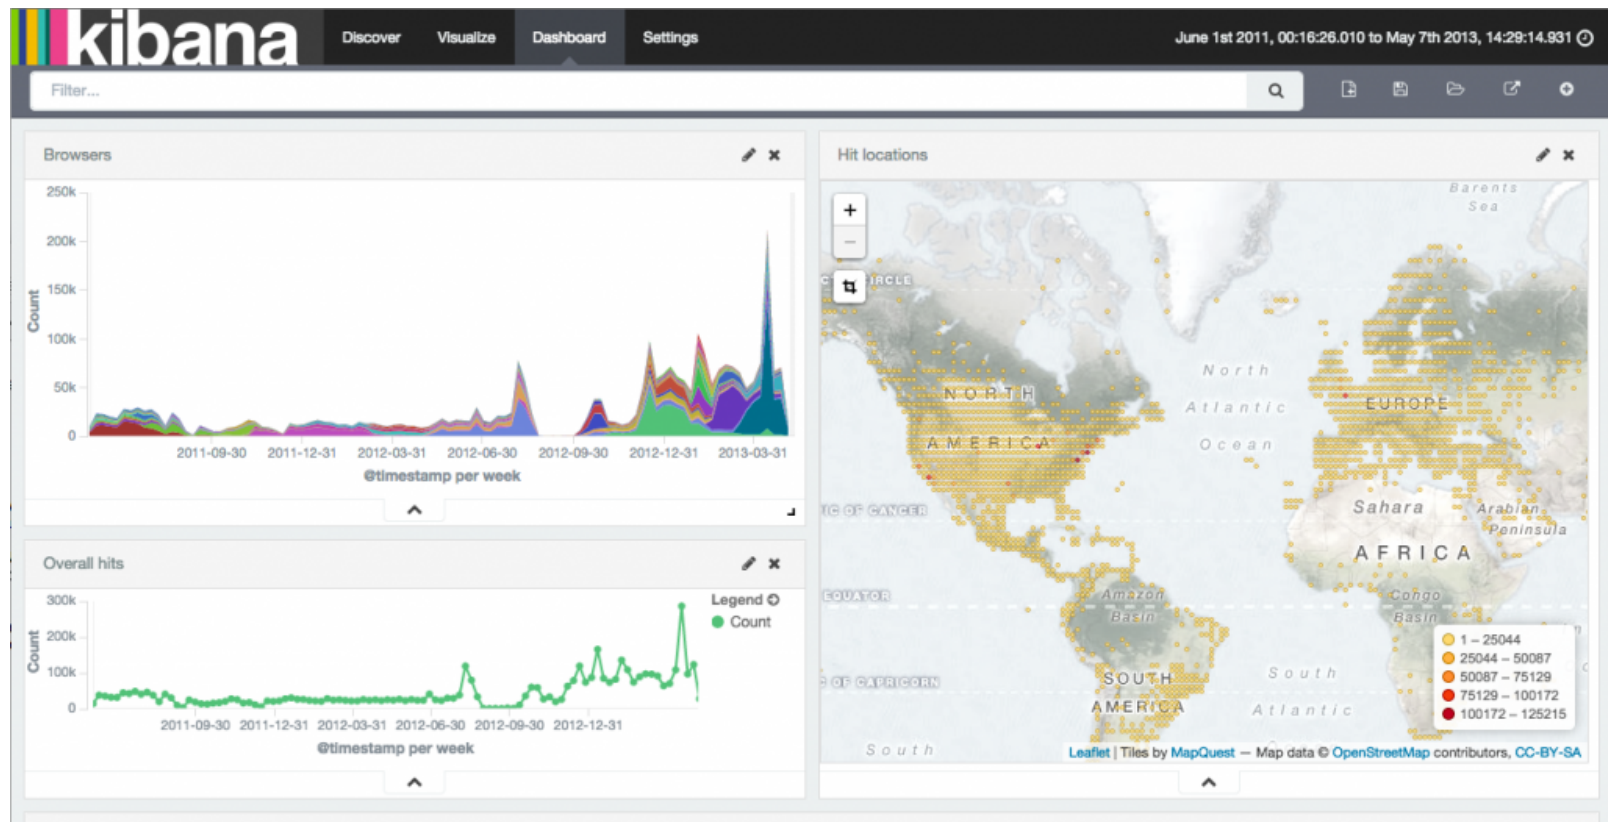 kibana
Discover Visualize Dashboard Settings
June 1st 2011, 00:16:26.010 to May 7th 2013, 14:29:14.931
Filter...
Browsers
250k
200k
150k
100k
50k
0
Count
2011-09-30 2011-12-31 2012-03-31 2012-06-30 2012-09-30 2012-12-31 2013-03-31
@timestamp per week
Overall hits
300k
200k
100k
0
Count
Legend
Count
2011-09-30 2011-12-31 2012-03-31 2012-06-30 2012-09-30 2012-12-31
@timestamp per week
Hit locations
+
−
Barents
Sea
IRCLE
North
Atlantic
Ocean
NORTH
AMERICA
EUROPE
IC OF CANCER
Sahara
Arabian
Peninsula
AFRICA
EQUATOR
Amazon
Basin
Congo
Basin
C OF CAPRICORN
SOUTH
AMERICA
South
Atlantic
South
1 – 25044
25044 – 50087
50087 – 75129
75129 – 100172
100172 – 125215
Leaflet | Tiles by MapQuest — Map data © OpenStreetMap contributors, CC-BY-SA